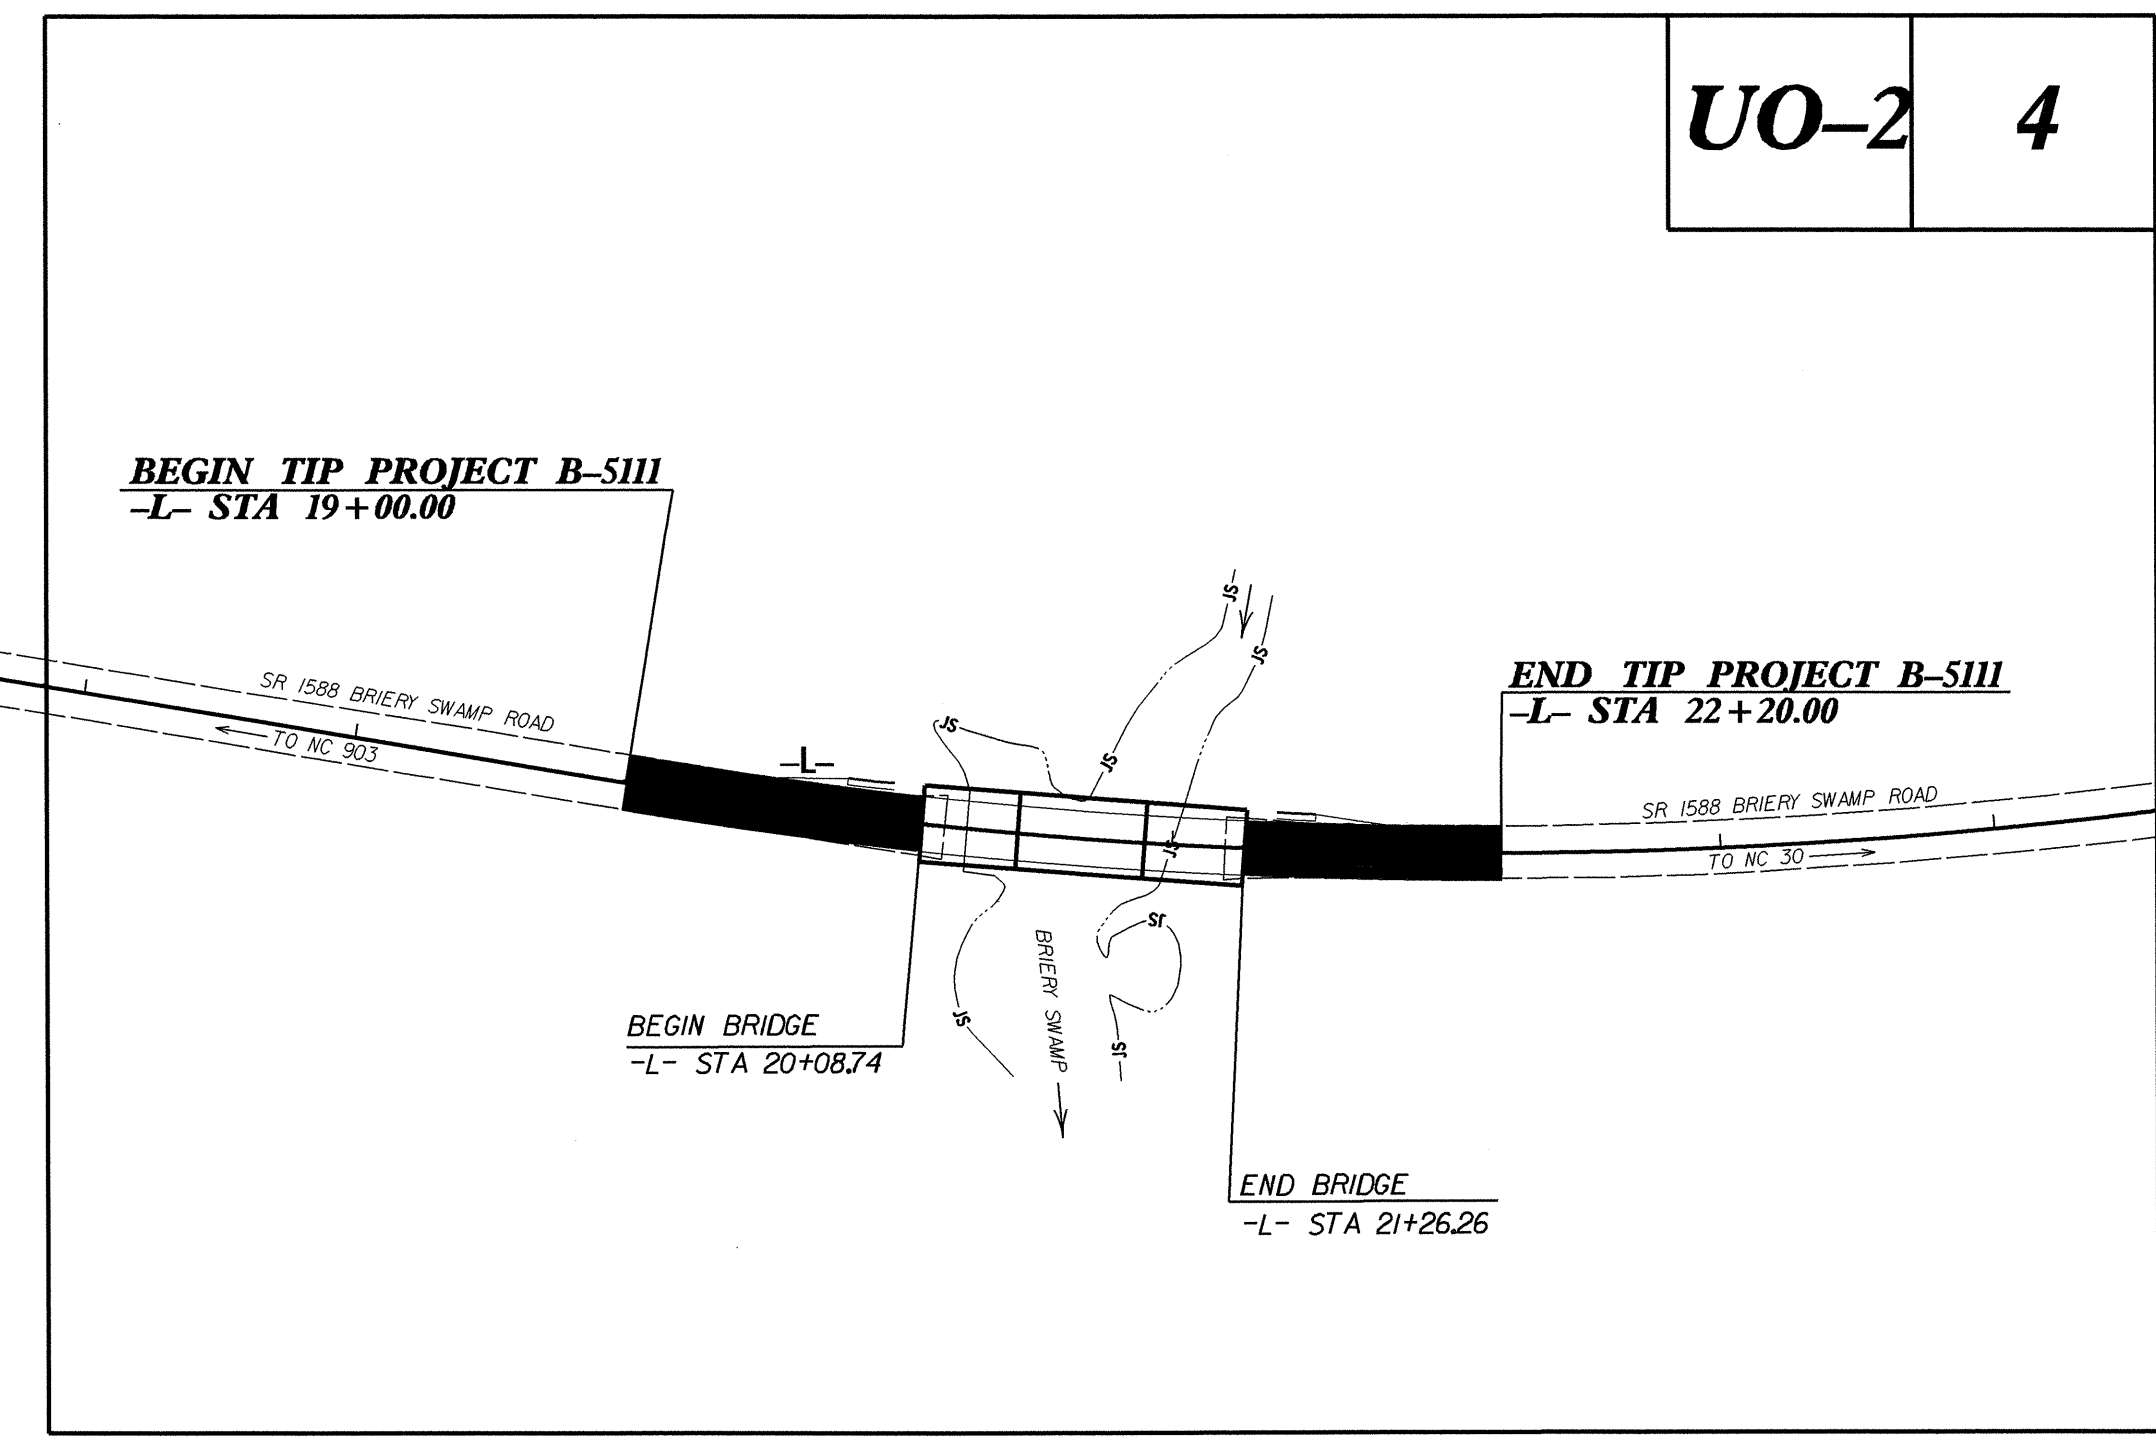 UO–2
4
BEGIN TIP PROJECT B–5111
–L– STA 19+00.00
JS
JS
END TIP PROJECT B–5111
–L– STA 22+20.00
SR 1588 BRIERY SWAMP ROAD
TO NC 903
–L–
JS
JS
SR 1588 BRIERY SWAMP ROAD
TO NC 30
JS
JS
BRIERY SWAMP
JS
JS
BEGIN BRIDGE
-L- STA 20+08.74
END BRIDGE
-L- STA 21+26.26